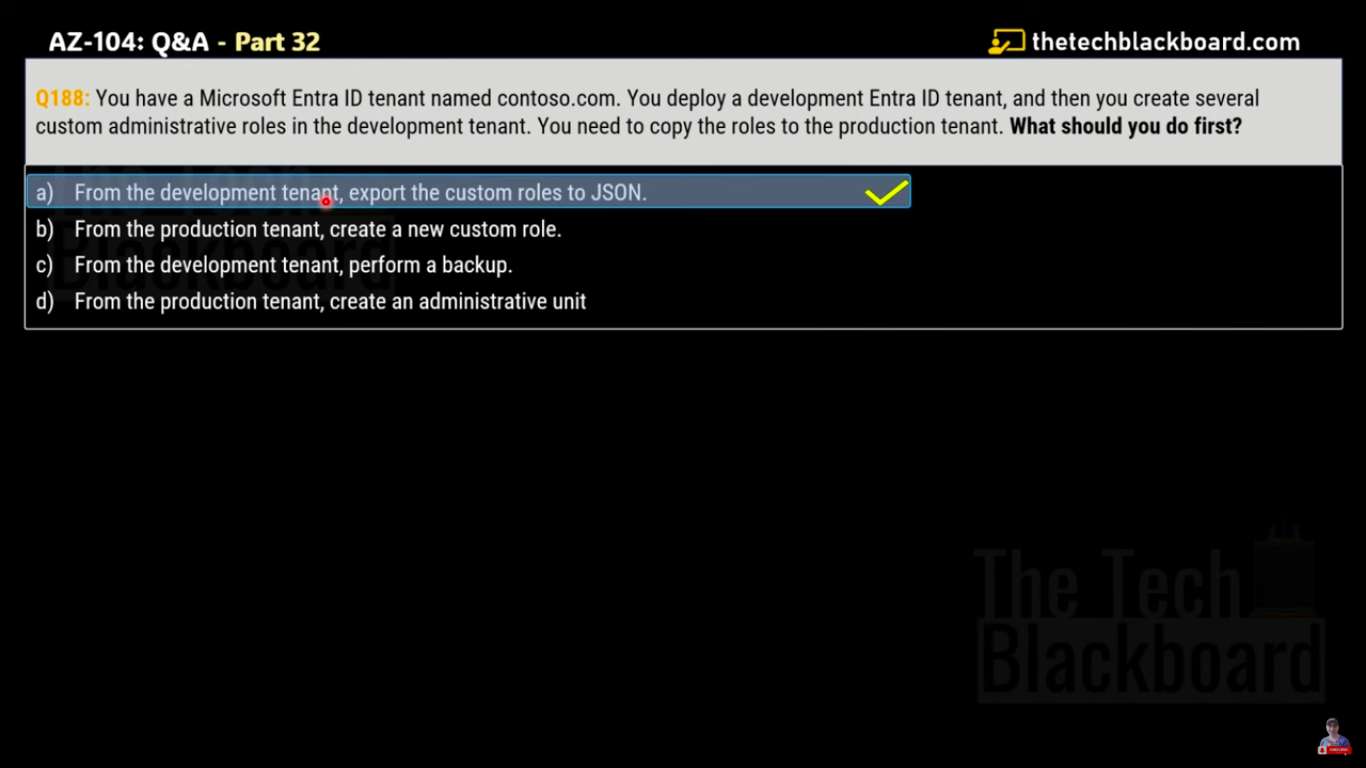 AZ-104: Q&A - Part 32
thetechblackboard.com
Q188: You have a Microsoft Entra ID tenant named contoso.com. You deploy a development Entra ID tenant, and then you create several
custom administrative roles in the development tenant. You need to copy the roles to the production tenant. What should you do first?
a) From the development tenant, export the custom roles to JSON.
b) From the production tenant, create a new custom role.
c) From the development tenant, perform a backup.
d) From the production tenant, create an administrative unit
The Tech
Blackboard